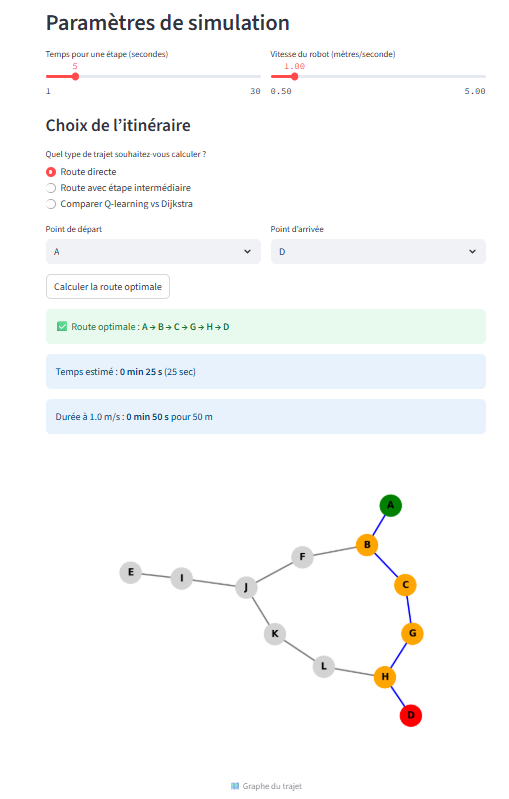 Paramètres de simulation
Temps pour une étape (secondes)
Vitesse du robot (mètres/seconde)
5
1.00
1
30
0.50
5.00
Choix de l'itinéraire
Quel type de trajet souhaitez-vous calculer ?
Route directe
Route avec étape intermédiaire
Comparer Q-learning vs Dijkstra
Point de départ
Point d'arrivée
A
D
Calculer la route optimale
✅ Route optimale : A → B → C → G → H → D
Temps estimé : 0 min 25 s (25 sec)
Durée à 1.0 m/s : 0 min 50 s pour 50 m
A
B
F
E
I
J
C
K
G
L
H
D
Graphe du trajet